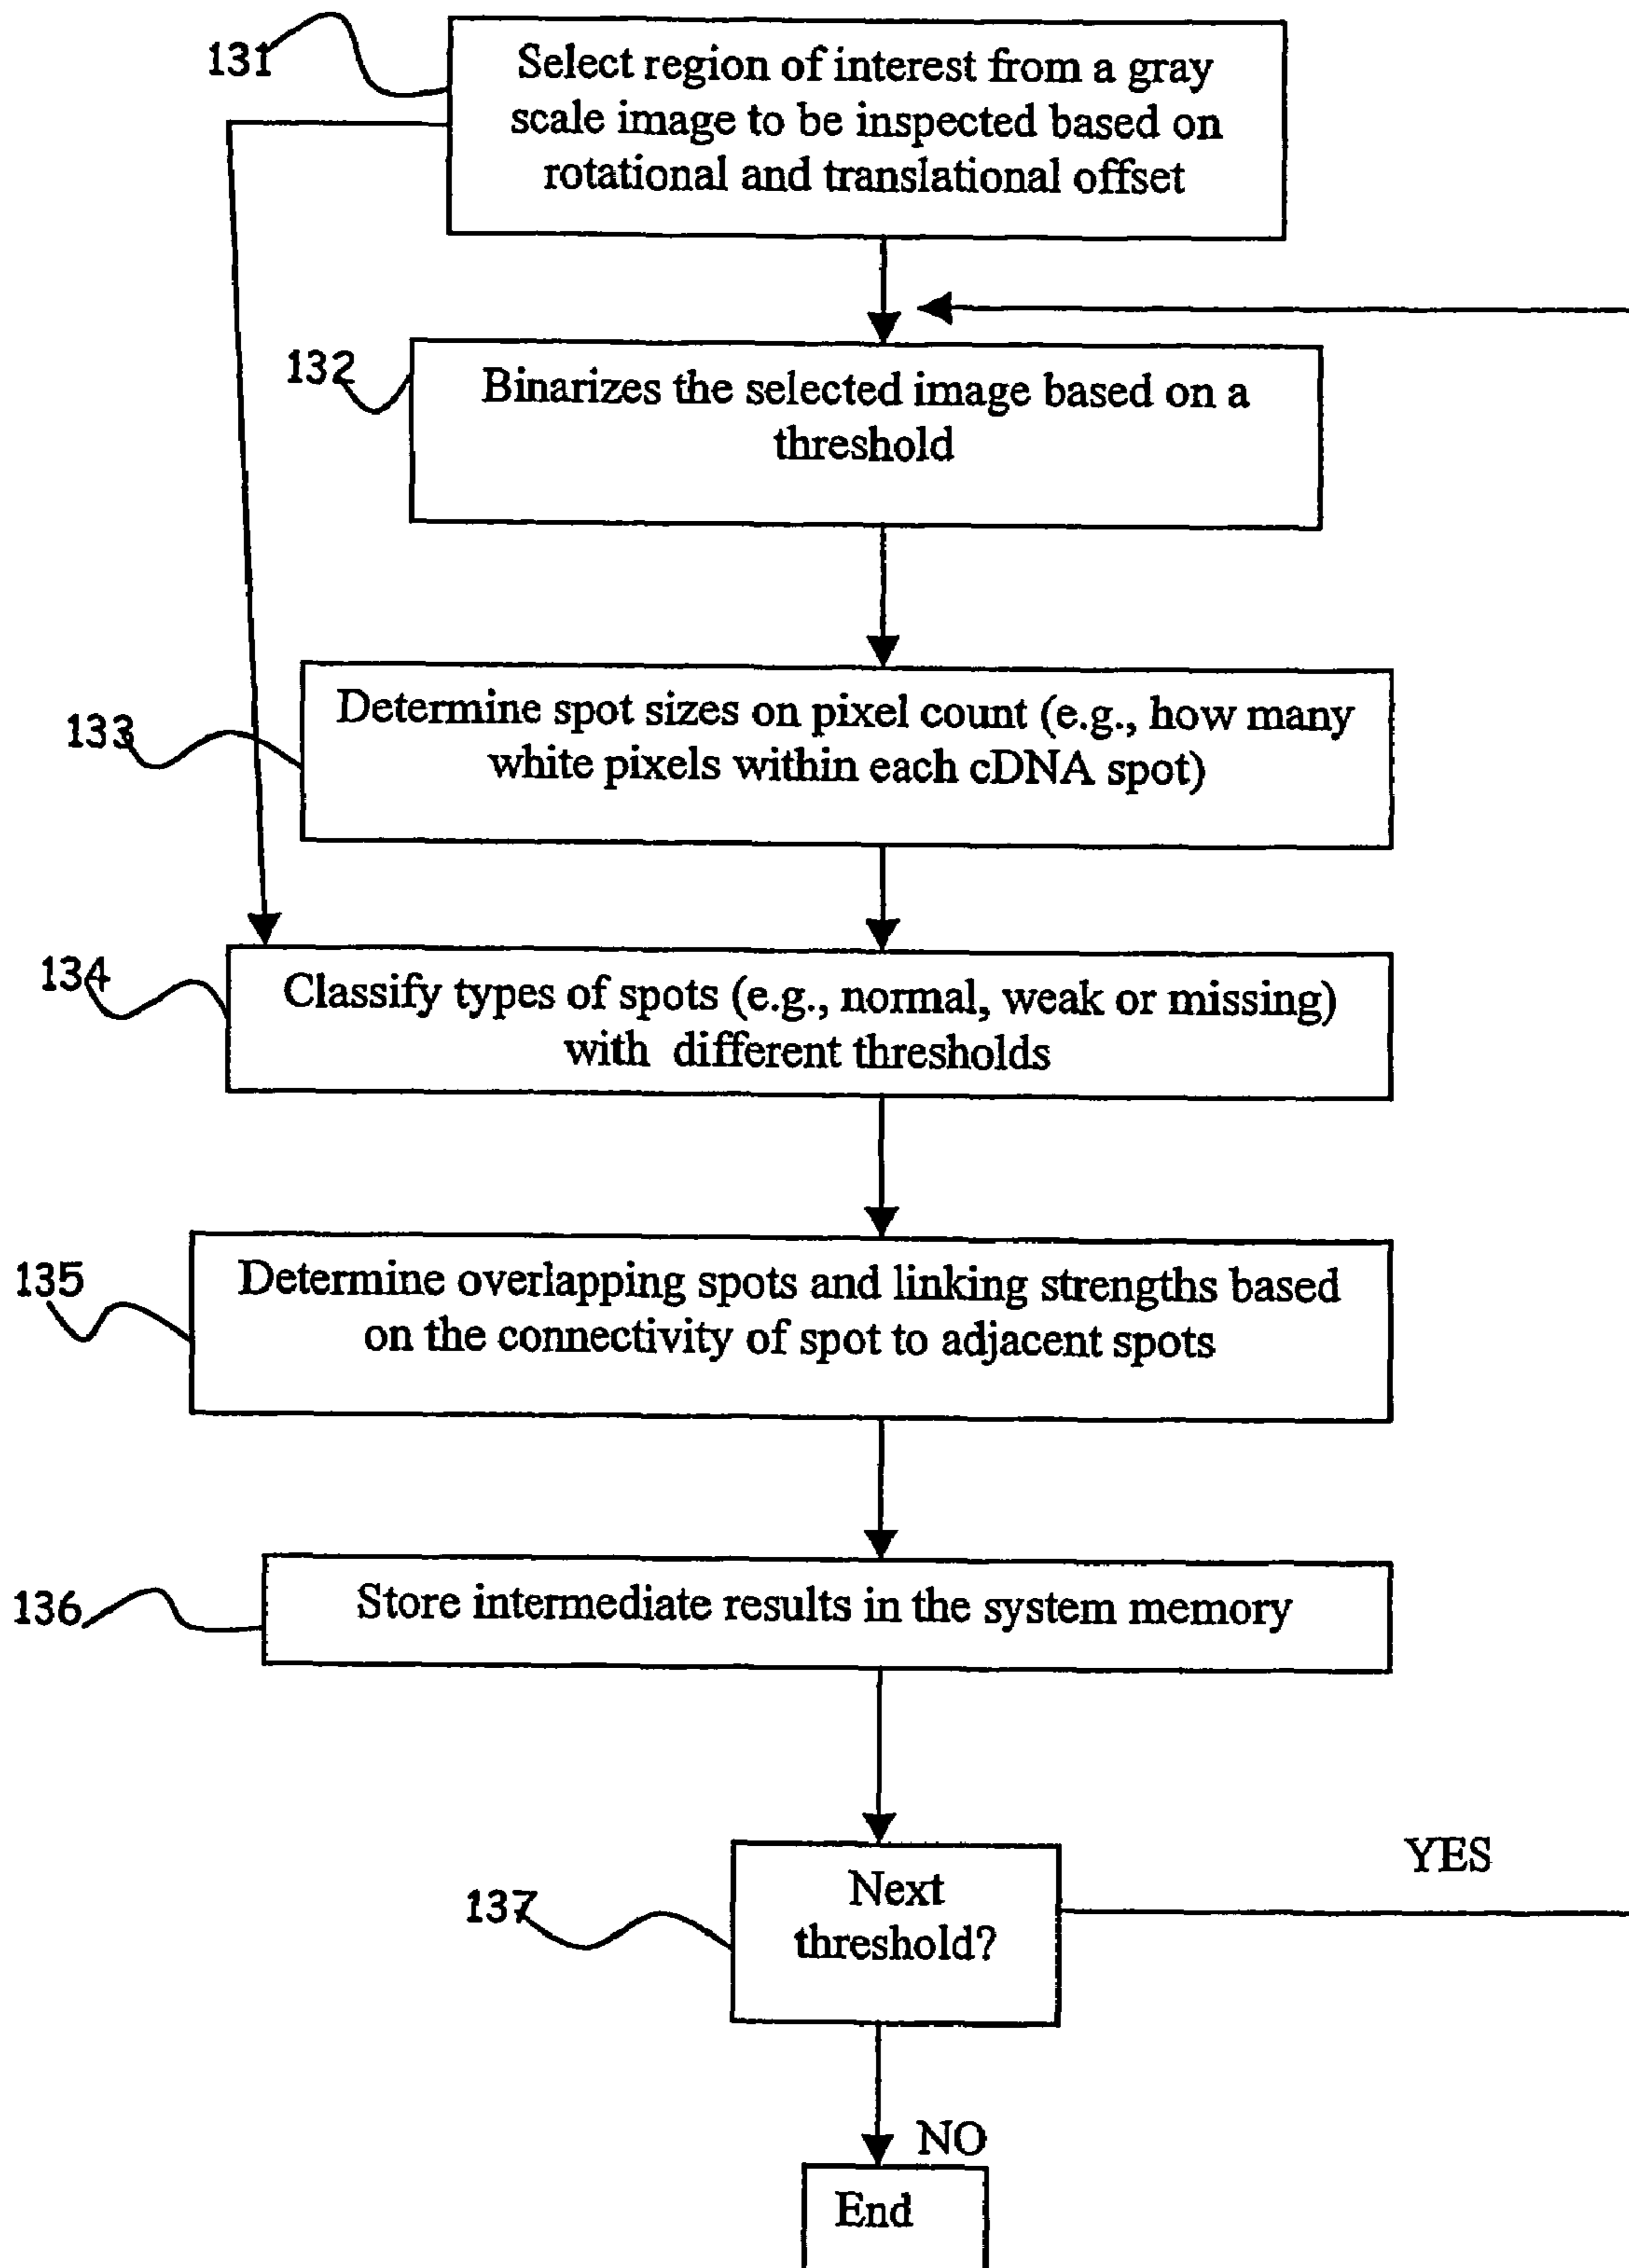 131
Select region of interest from a gray
scale image to be inspected based on
rotational and translational offset
132
Binarizes the selected image based on a
threshold
133
Determine spot sizes on pixel count (e.g., how many
white pixels within each cDNA spot)
134
Classify types of spots (e.g., normal, weak or missing)
with different thresholds
135
Determine overlapping spots and linking strengths based
on the connectivity of spot to adjacent spots
136
Store intermediate results in the system memory
137
Next
threshold?
YES
NO
End